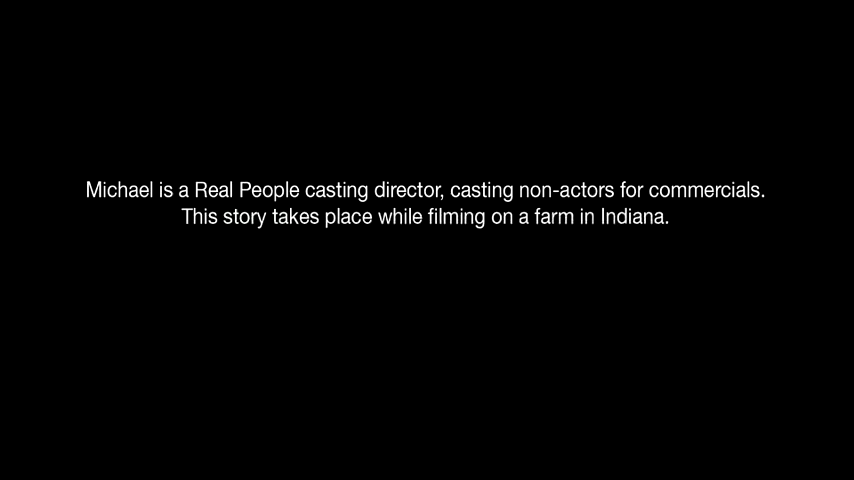 Michael is a Real People casting director, casting non-actors for commercials.
This story takes place while filming on a farm in Indiana.